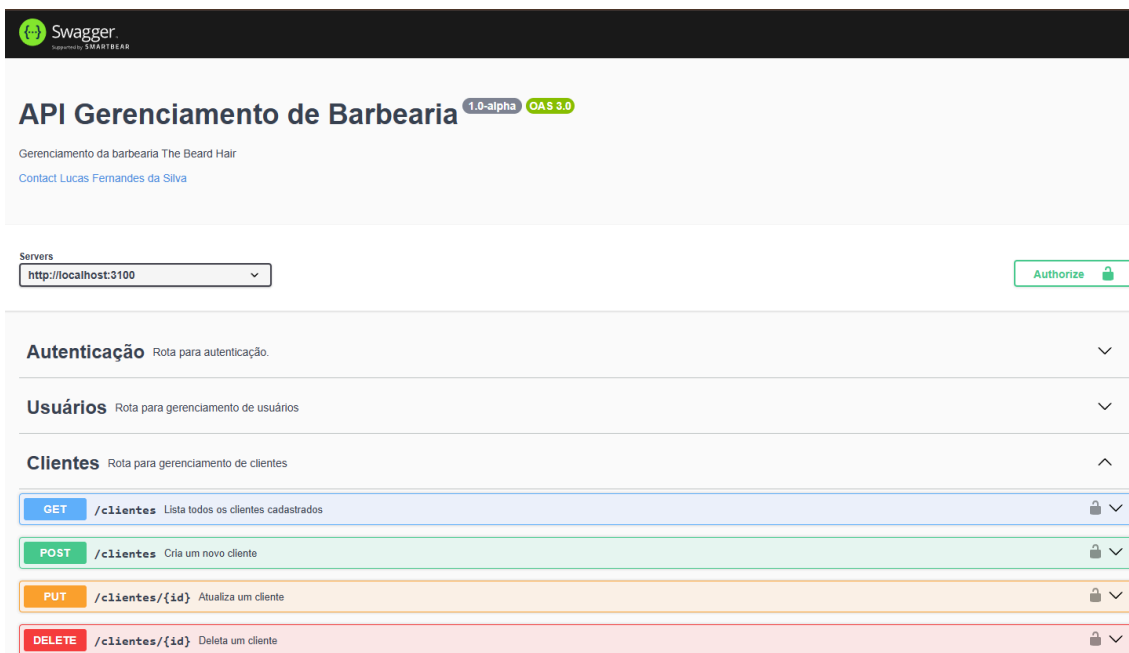 Swagger.
Supported by SMARTBEAR
API Gerenciamento de Barbearia 1.0-alpha OAS 3.0
Gerenciamento da barbearia The Beard Hair
Contact Lucas Fernandes da Silva
Servers
http://localhost:3100
Authorize
Autenticação Rota para autenticação.
Usuários Rota para gerenciamento de usuários
Clientes Rota para gerenciamento de clientes
GET /clientes Lista todos os clientes cadastrados
POST /clientes Cria um novo cliente
PUT /clientes/{id} Atualiza um cliente
DELETE /clientes/{id} Deleta um cliente